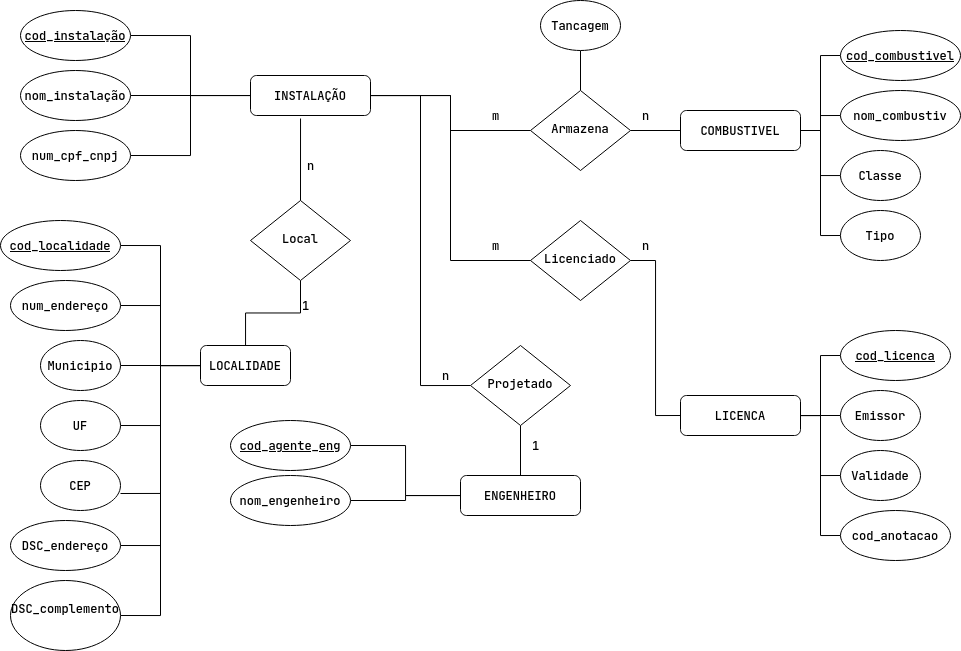 Tancagem
cod_instalação
cod_combustivel
nom_instalação
INSTALAÇÃO
m
Armazena
n
COMBUSTIVEL
nom_combustiv
num_cpf_cnpj
n
Classe
Local
Tipo
cod_localidade
m
Licenciado
n
num_endereço
1
Municipio
LOCALIDADE
n
Projetado
cod_licenca
UF
LICENCA
Emissor
cod_agente_eng
1
CEP
nom_engenheiro
ENGENHEIRO
Validade
DSC_endereço
cod_anotacao
DSC_complemento